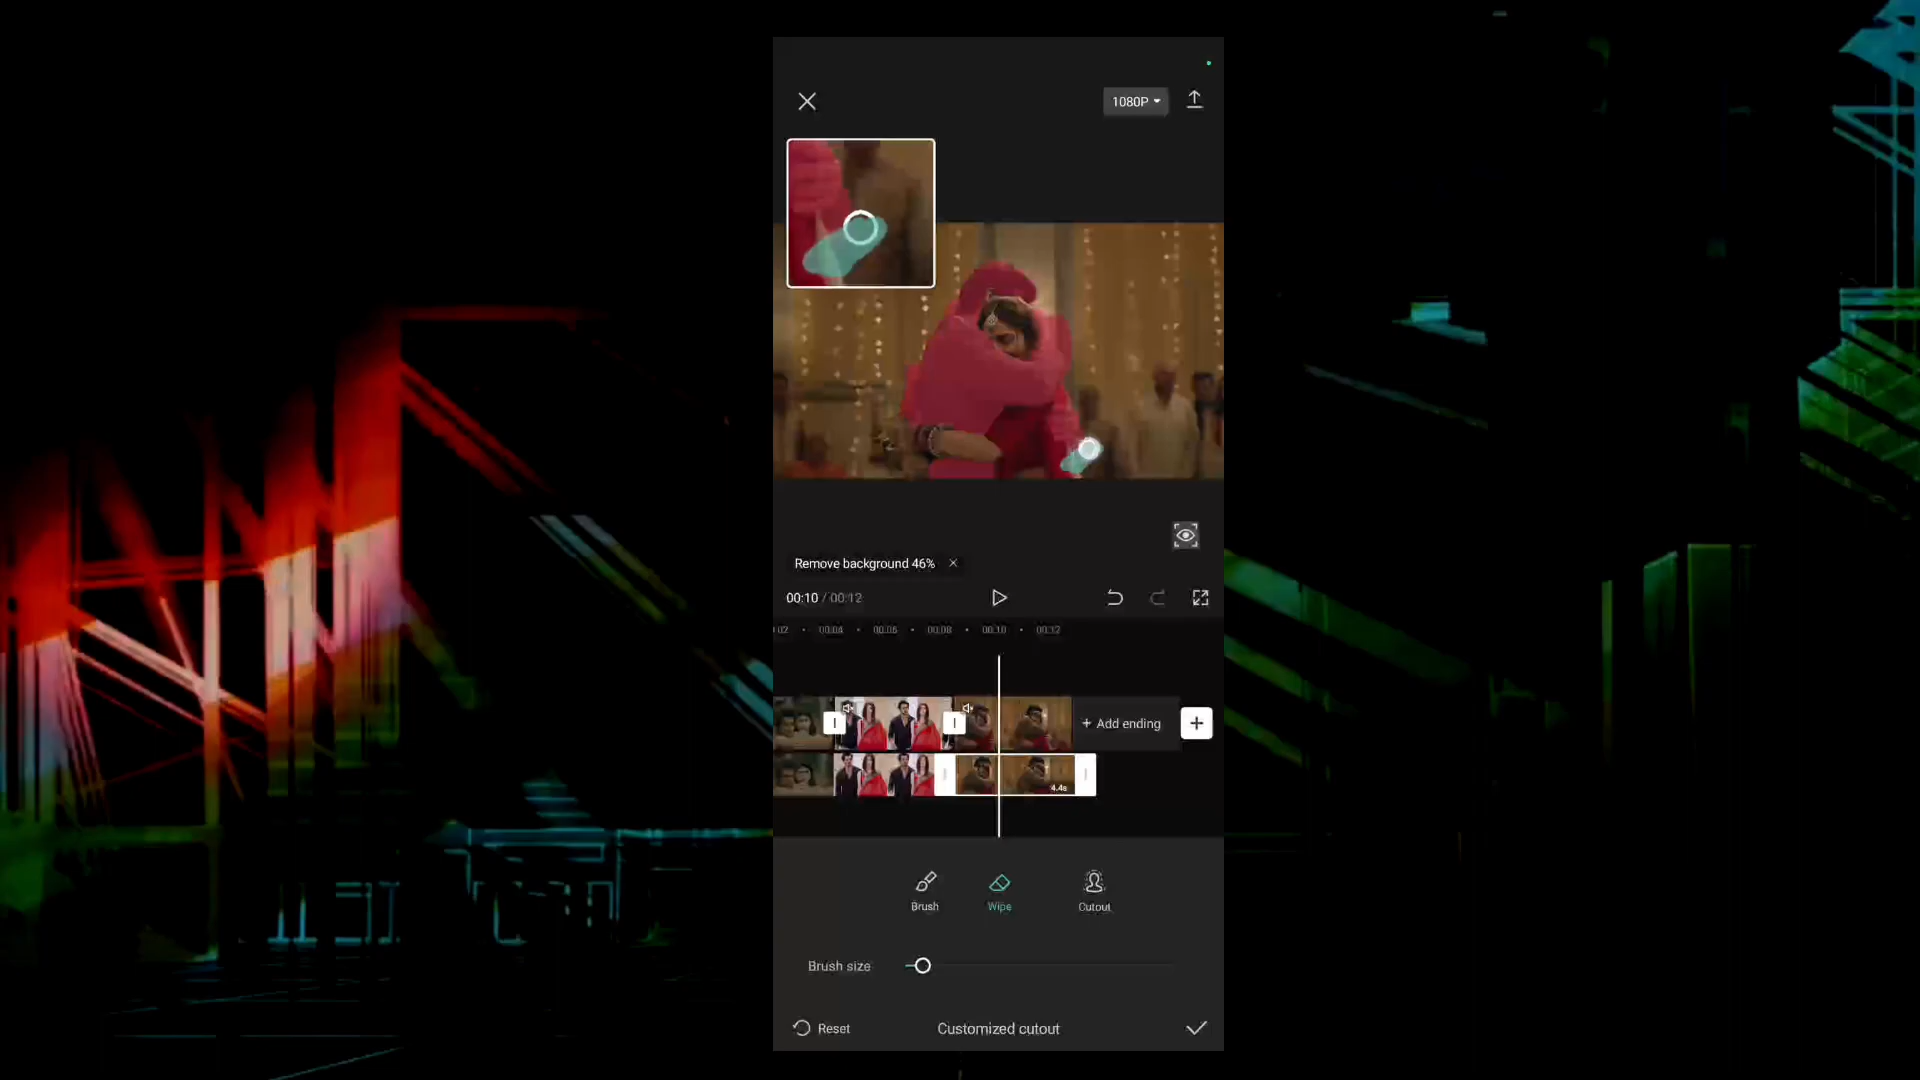 1080P
Remove background 46%
00:10 / 00:12
02 00:04 00:06 00:08 00:10 00:12
+ Add ending
4.4s
Brush Wipe Cutout
Brush size
Reset Customized cutout